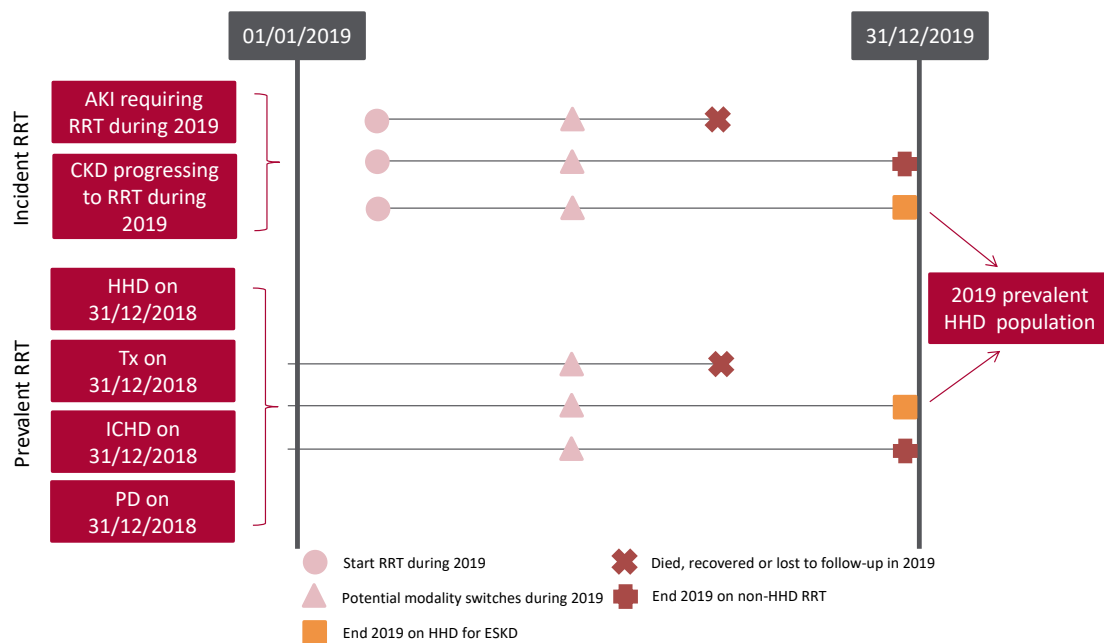 01/01/2019
31/12/2019
Incident RRT
AKI requiring
RRT during 2019
CKD progressing
to RRT during
2019
Prevalent RRT
HHD on
31/12/2018
Tx on
31/12/2018
ICHD on
31/12/2018
PD on
31/12/2018
2019 prevalent
HHD population
Start RRT during 2019
Died, recovered or lost to follow-up in 2019
Potential modality switches during 2019
End 2019 on non-HHD RRT
End 2019 on HHD for ESKD